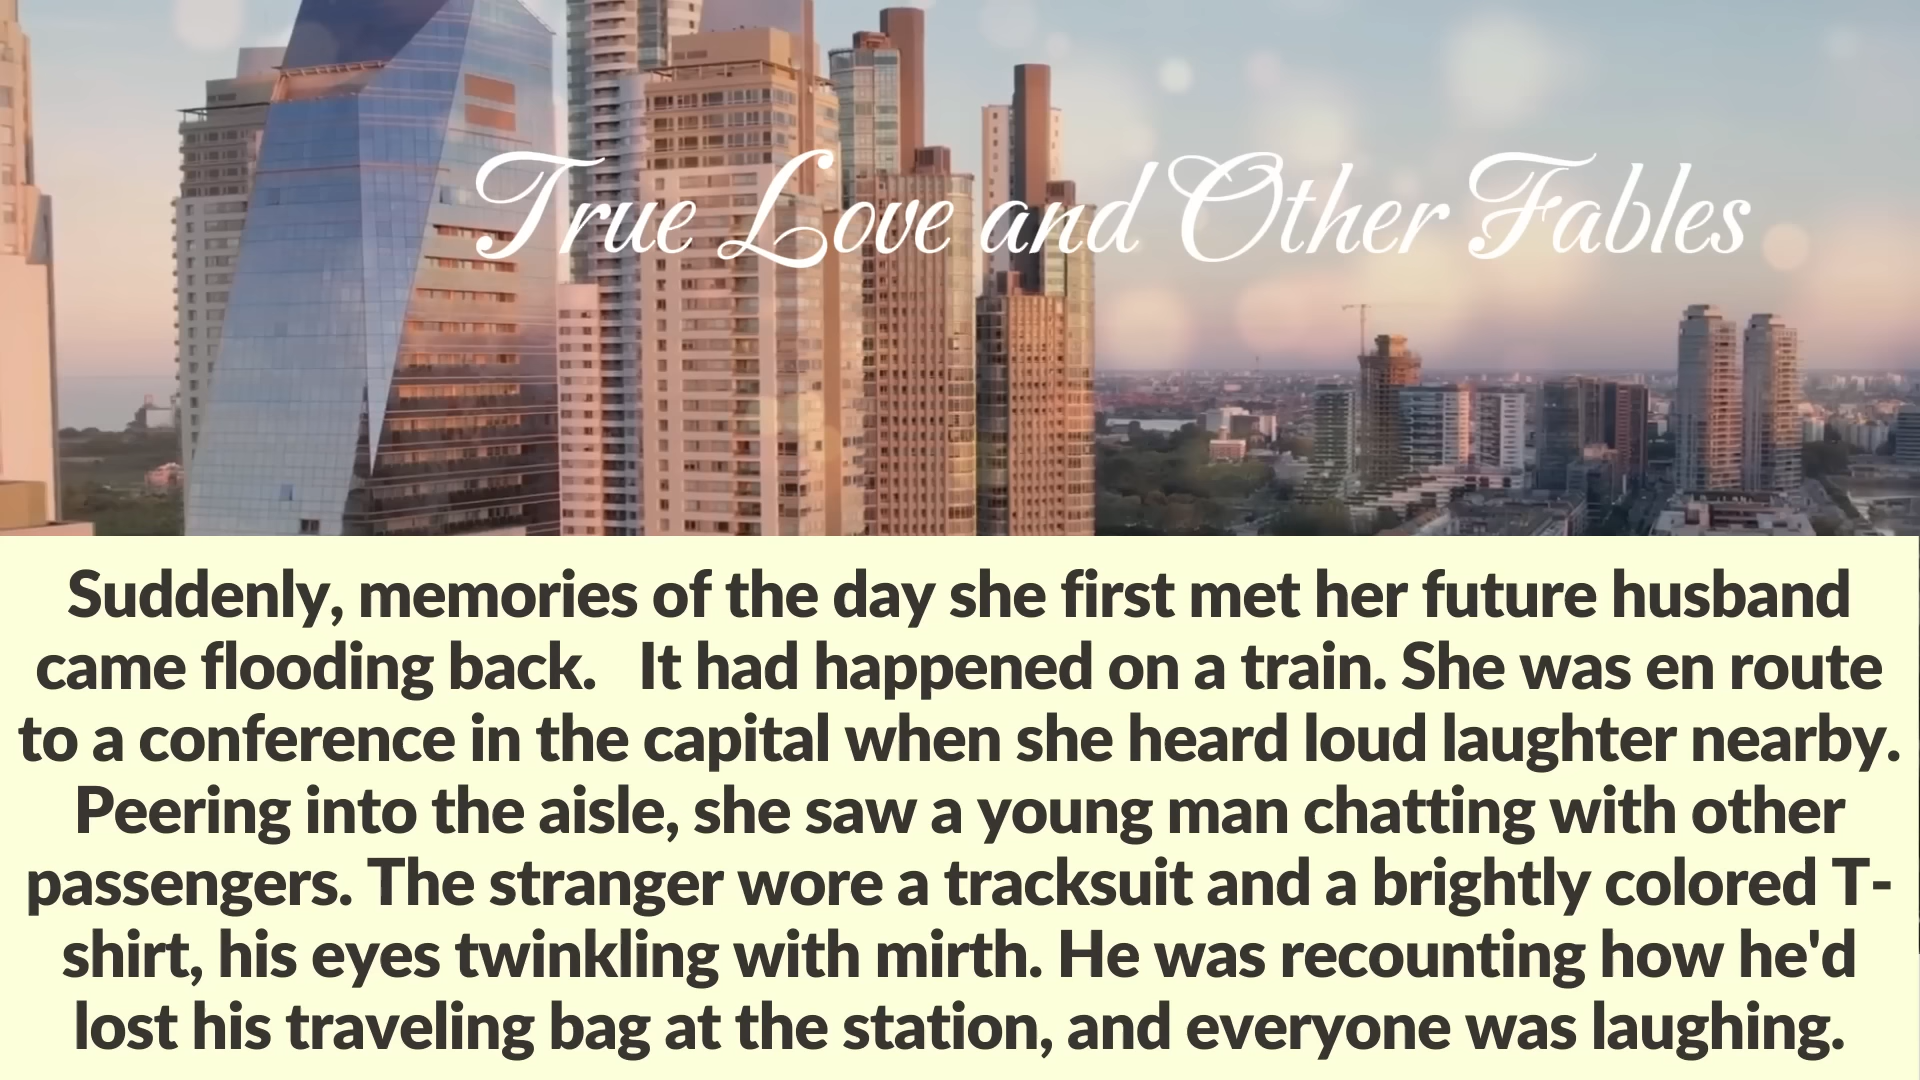 True Love and Other Fables
Suddenly, memories of the day she first met her future husband
came flooding back.   It had happened on a train. She was en route
to a conference in the capital when she heard loud laughter nearby.
Peering into the aisle, she saw a young man chatting with other
passengers. The stranger wore a tracksuit and a brightly colored T-
shirt, his eyes twinkling with mirth. He was recounting how he'd
lost his traveling bag at the station, and everyone was laughing.